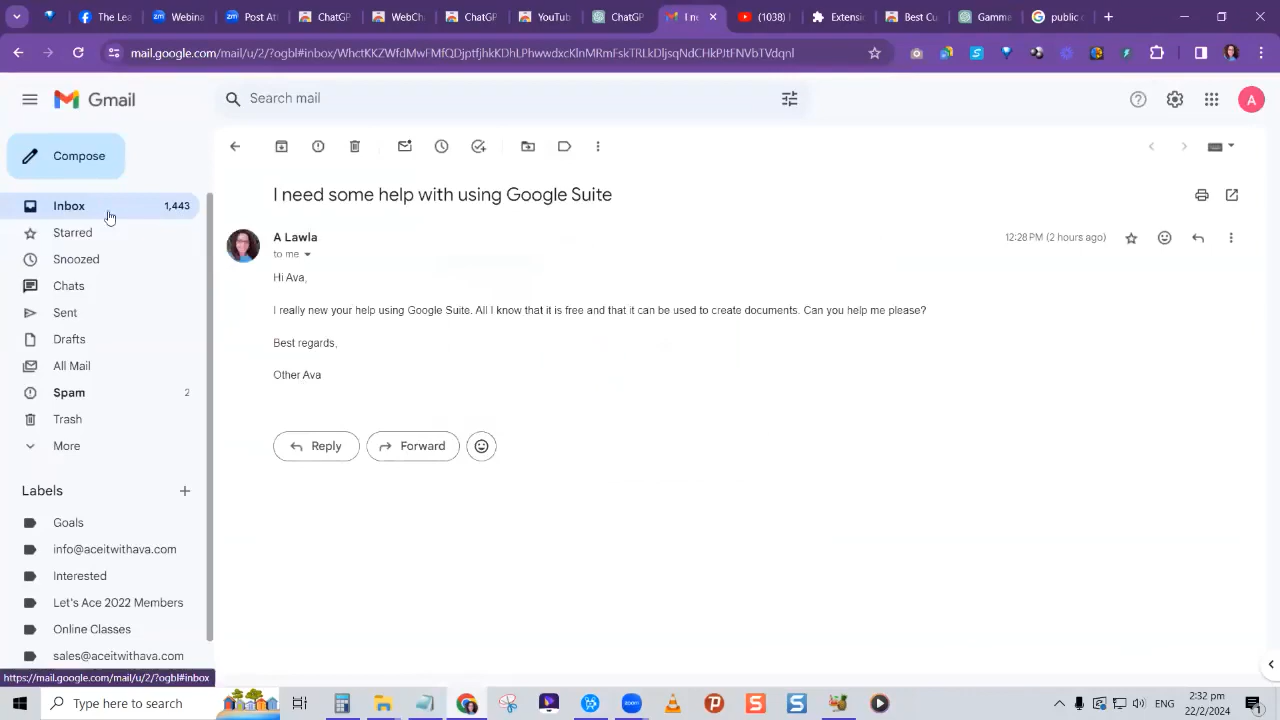 The Lea
Webina
Post Att
ChatGP
WebCh
ChatGP
YouTub
ChatGP
I ne
(1038)
Extensi
Best Cu
Gamma
public o
mail.google.com/mail/u/2/?ogbl#inbox/WhctKKZWfdMwFMfQDjptfjhkKDhLPhwwdxcKlnMRmFskTRLkDljsqNdCHkPJtFNVbTVdqnl
Gmail
Search mail
A
Compose
Inbox 1,443
Starred
Snoozed
Chats
Sent
Drafts
All Mail
Spam 2
Trash
More
Labels
Goals
info@aceitwithava.com
Interested
Let's Ace 2022 Members
Online Classes
sales@aceitwithava.com
https://mail.google.com/mail/u/2/?ogbl#inbox
I need some help with using Google Suite
A Lawla
12:28 PM (2 hours ago)
to me
Hi Ava,
I really new your help using Google Suite. All I know that it is free and that it can be used to create documents. Can you help me please?
Best regards,
Other Ava
Reply
Forward
Type here to search
2:32 pm
22/2/2024